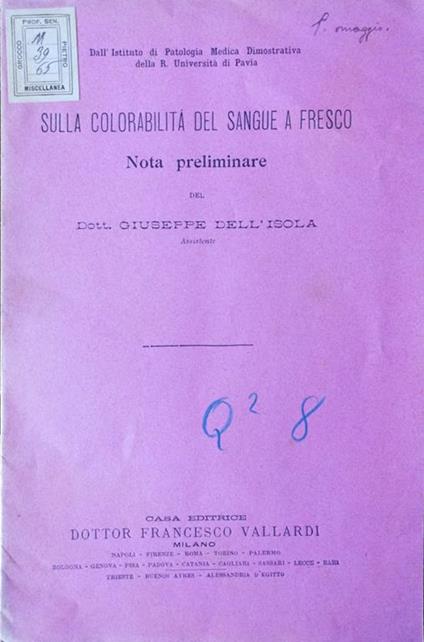 PROF. SEN.
GROCCO
PIETRO
11
39
65
MISCELLANEA
P. omaggio.
Dall' Istituto di Patologia Medica Dimostrativa
della R. Università di Pavia
SULLA COLORABILITÁ DEL SANGUE A FRESCO
Nota preliminare
DEL
Dott. GIUSEPPE DELL'ISOLA
Assistente
Q² 8
CASA EDITRICE
DOTTOR FRANCESCO VALLARDI
MILANO
NAPOLI - FIRENZE - ROMA - TORINO - PALERMO
BOLOGNA - GENOVA - PISA - PADOVA - CATANIA - CAGLIARI - SASSARI - LECCE - BARI
TRIESTE - BUENOS AYRES - ALESSANDRIA D'EGITTO